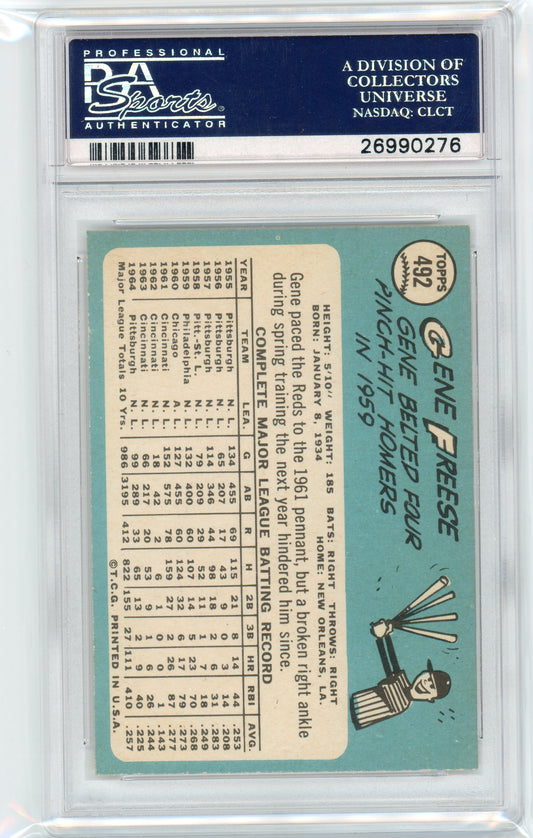 PROFESSIONAL
PSA
Sports
AUTHENTICATOR
A DIVISION OF
COLLECTORS
UNIVERSE
NASDAQ: CLCT
26990276
TOPPS
492
GENE FREESE
GENE BELTED FOUR
PINCH-HIT HOMERS
IN 1959
HEIGHT: 5'10" WEIGHT: 185 BATS: RIGHT THROWS: RIGHT
BORN: JANUARY 8, 1934 HOME: NEW ORLEANS, LA.
Gene paced the Reds to the 1961 pennant, but a broken right ankle
during spring training the next year hindered him since.
COMPLETE MAJOR LEAGUE BATTING RECORD
YEAR TEAM LEA. G AB R H 2B 3B HR RBI AVG.
1955 Pittsburgh N. L. 134 455 69 115 21 8 14 44 .253
1956 Pittsburgh N. L. 65 207 17 43 9 0 3 14 .208
1957 Pittsburgh N. L. 114 346 44 98 18 2 6 31 .283
1958 Pitt.-St. L. N. L. 79 209 29 52 11 1 3 18 .249
1959 Philadelphia N. L. 132 400 60 107 14 5 23 70 .268
1960 Chicago A. L. 127 455 60 124 32 6 17 79 .273
1961 Cincinnati N. L. 152 575 78 159 27 2 26 87 .277
1962 Cincinnati N. L. 18 42 2 6 1 0 0 1 .143
1963 Cincinnati N. L. 66 217 20 53 9 1 6 26 .244
1964 Pittsburgh N. L. 99 289 33 65 13 2 9 40 .225
Major League Totals 10 Yrs. 986 3195 412 822 155 27 111 410 .257
©T.C.G. PRINTED IN U.S.A.